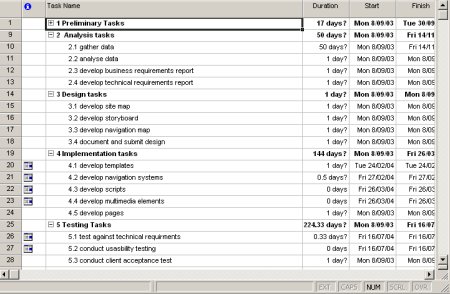 Task Name Duration Start Finish
1 1 Preliminary Tasks 17 days? Mon 8/09/03 Tue 30/09
9 2 Analysis tasks 50 days? Mon 8/09/03 Fri 14/11
10 2.1 gather data 50 days? Mon 8/09/03 Fri 14/11
11 2.2 analyse data 1 day? Mon 8/09/03 Mon 8/09
12 2.3 develop business requirements report 1 day? Mon 8/09/03 Mon 8/09
13 2.4 develop technical requirements report 1 day? Mon 8/09/03 Mon 8/09
14 3 Design tasks 1 day? Mon 8/09/03 Mon 8/09
15 3.1 develop site map 1 day? Mon 8/09/03 Mon 8/09
16 3.2 develop storyboard 1 day? Mon 8/09/03 Mon 8/09
17 3.3 develop navigation map 1 day? Mon 8/09/03 Mon 8/09
18 3.4 document and submit design 1 day? Mon 8/09/03 Mon 8/09
19 4 Implementation tasks 144 days? Mon 8/09/03 Fri 26/03
20 4.1 develop templates 1 day? Tue 24/02/04 Tue 24/02
21 4.2 develop navigation systems 0.5 days? Fri 27/02/04 Fri 27/02
22 4.3 develop scripts 0 days Fri 26/03/04 Fri 26/03
23 4.4 develop multimedia elements 0 days Fri 26/03/04 Fri 26/03
24 4.5 develop pages 1 day? Mon 8/09/03 Mon 8/09
25 5 Testing Tasks 224.33 days? Mon 8/09/03 Fri 16/07
26 5.1 test against technical requirments 0.33 days? Fri 16/07/04 Fri 16/07
27 5.2 conduct usasbility testing 0 days Fri 16/07/04 Fri 16/07
28 5.3 conduct client acceptance test 1 day? Mon 8/09/03 Mon 8/09
EXT CAPS NUM SCRL OVR